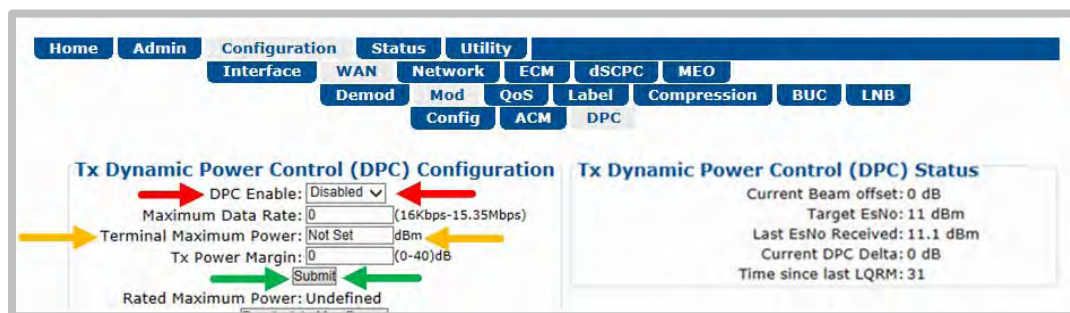 Home Admin Configuration Status Utility
Interface WAN Network ECM dSCPC MEO
Demod Mod QoS Label Compression BUC LNB
Config ACM DPC
Tx Dynamic Power Control (DPC) Configuration
DPC Enable: Disabled
Maximum Data Rate: 0 (16Kbps-15.35Mbps)
Terminal Maximum Power: Not Set dBm
Tx Power Margin: 0 (0-40)dB
Submit
Rated Maximum Power: Undefined
Tx Dynamic Power Control (DPC) Status
Current Beam offset: 0 dB
Target EsNo: 11 dBm
Last EsNo Received: 11.1 dBm
Current DPC Delta: 0 dB
Time since last LQRM: 31